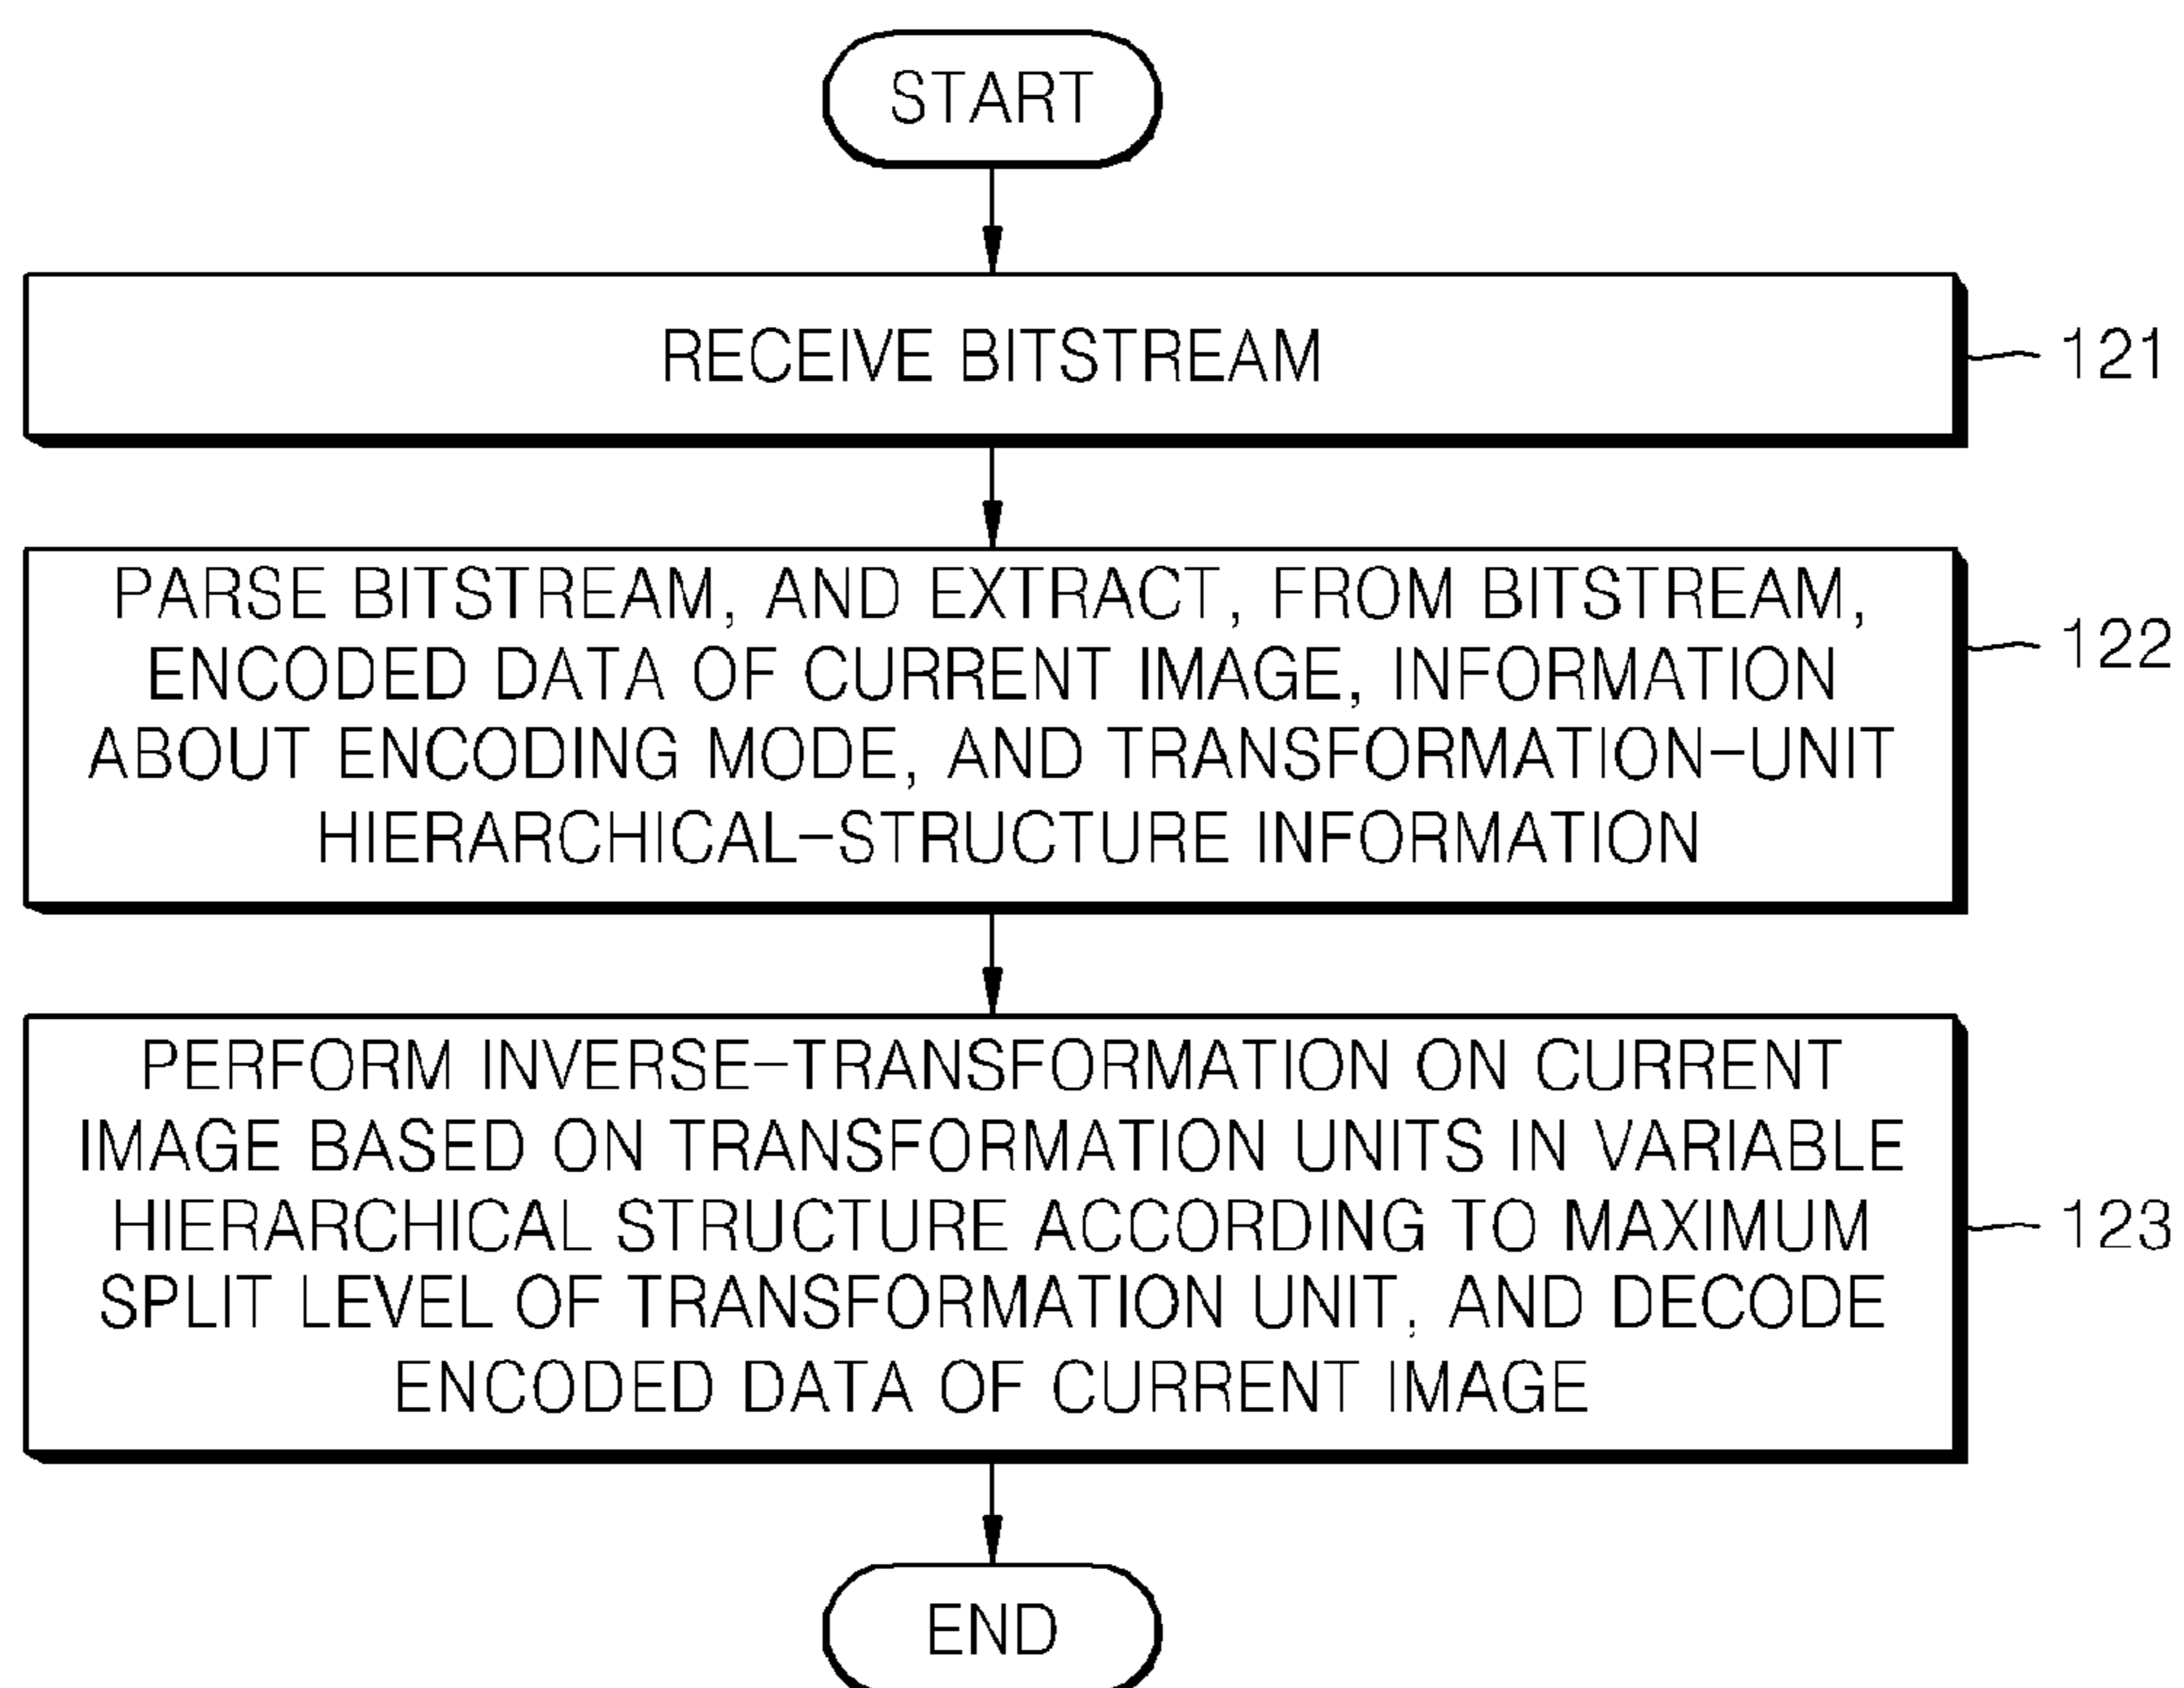 START
RECEIVE BITSTREAM
121
PARSE BITSTREAM, AND EXTRACT, FROM BITSTREAM,
ENCODED DATA OF CURRENT IMAGE, INFORMATION
ABOUT ENCODING MODE, AND TRANSFORMATION-UNIT
HIERARCHICAL-STRUCTURE INFORMATION
122
PERFORM INVERSE-TRANSFORMATION ON CURRENT
IMAGE BASED ON TRANSFORMATION UNITS IN VARIABLE
HIERARCHICAL STRUCTURE ACCORDING TO MAXIMUM
SPLIT LEVEL OF TRANSFORMATION UNIT, AND DECODE
ENCODED DATA OF CURRENT IMAGE
123
END